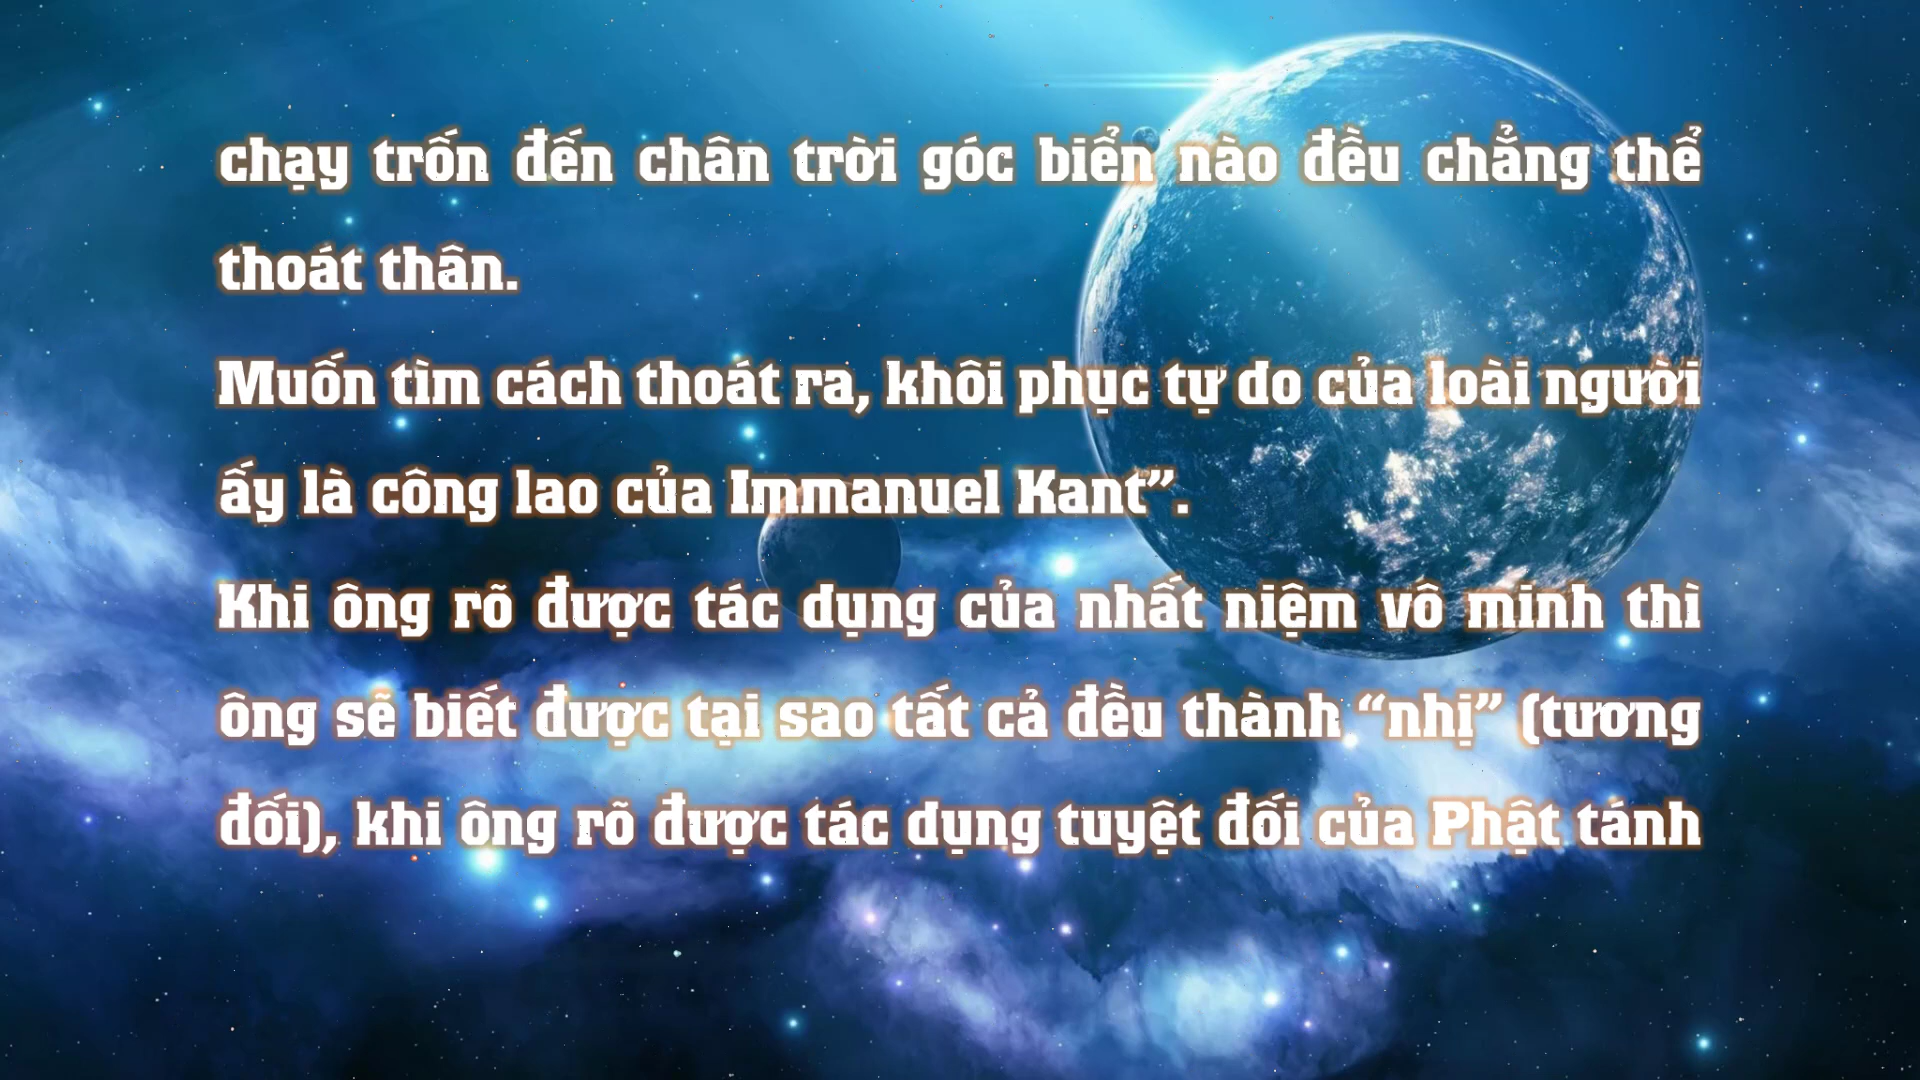 chạy trốn đến chân trời góc biển nào đều chẳng thể
thoát thân.
Muốn tìm cách thoát ra, khôi phục tự do của loài người
ấy là công lao của Immanuel Kant”.
Khi ông rõ được tác dụng của nhất niệm vô minh thì
ông sẽ biết được tại sao tất cả đều thành “nhị” (tương
đối), khi ông rõ được tác dụng tuyệt đối của Phật tánh